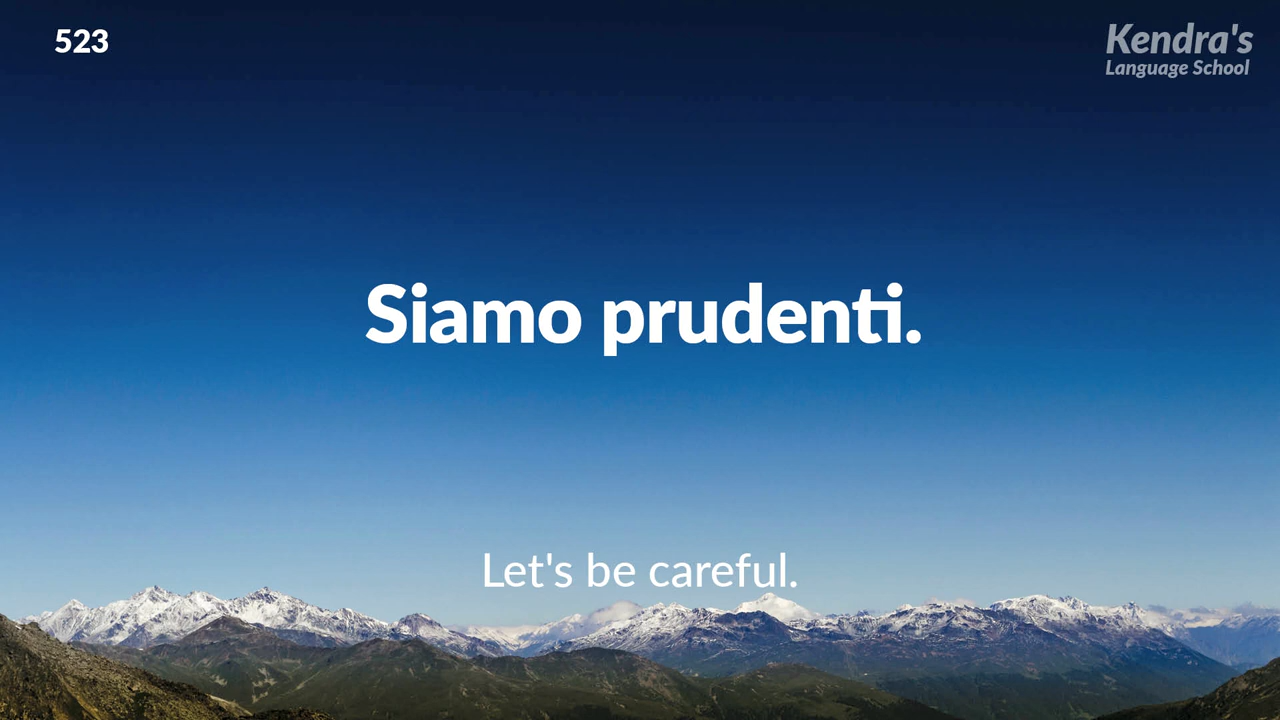 523
Kendra's
Language School
Siamo prudenti.
Let's be careful.